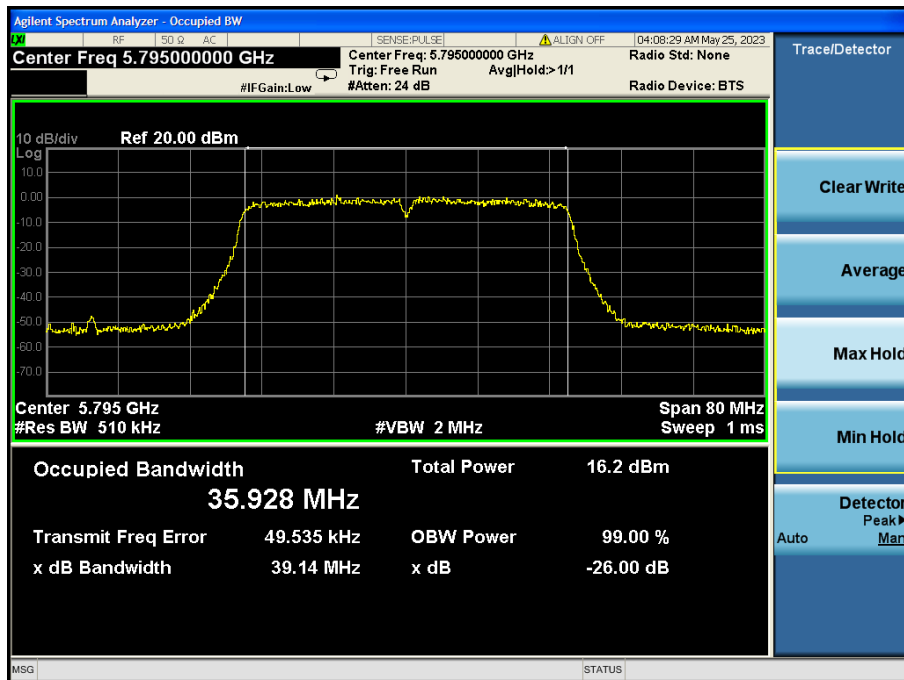 Agilent Spectrum Analyzer - Occupied BW
LXI RF 50 Ω AC SENSE:PULSE ALIGN OFF 04:08:29 AM May 25, 2023
Center Freq 5.795000000 GHz
Center Freq: 5.795000000 GHz Radio Std: None
Trig: Free Run Avg|Hold:>1/1
#IFGain:Low #Atten: 24 dB Radio Device: BTS
Trace/Detector
10 dB/div Ref 20.00 dBm
Log
10.0
0.00
-10.0
-20.0
-30.0
-40.0
-50.0
-60.0
-70.0
Center 5.795 GHz Span 80 MHz
#Res BW 510 kHz #VBW 2 MHz Sweep 1 ms
Occupied Bandwidth Total Power 16.2 dBm
35.928 MHz
Transmit Freq Error 49.535 kHz OBW Power 99.00 %
x dB Bandwidth 39.14 MHz x dB -26.00 dB
Clear Write
Average
Max Hold
Min Hold
Detector
Peak
Auto Man
MSG STATUS